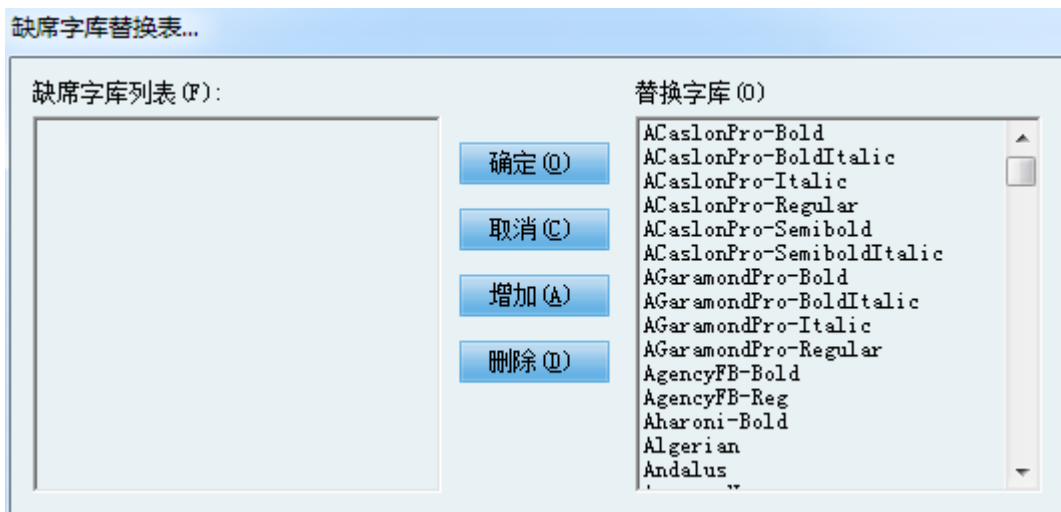 缺席字库替换表...
缺席字库列表(F):
替换字库(O)
确定(O)
取消(C)
增加(A)
删除(D)
ACaslonPro-Bold
ACaslonPro-BoldItalic
ACaslonPro-Italic
ACaslonPro-Regular
ACaslonPro-Semibold
ACaslonPro-SemiboldItalic
AGaramondPro-Bold
AGaramondPro-BoldItalic
AGaramondPro-Italic
AGaramondPro-Regular
AgencyFB-Bold
AgencyFB-Reg
Aharoni-Bold
Algerian
Andalus